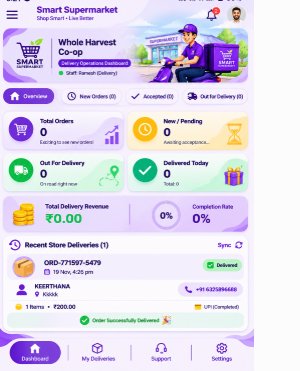 Smart Supermarket
Shop Smart • Live Better
SMART
SUPERMARKET
Whole Harvest
Co-op
Delivery Operations Dashboard
Staff: Ramesh (Delivery)
SUPERMARKET
SMART
Overview
New Orders (0)
Accepted (0)
Out for Delivery (0)
Total Orders
0
Exciting to see new orders!
New / Pending
0
Awaiting acceptance...
Out For Delivery
0
On road right now
Delivered Today
0
Total: 0
Total Delivery Revenue
₹0.00
0%
Completion Rate
0%
Recent Store Deliveries (1)
Sync
ORD-771597-5479
19 Nov, 4:26 pm
Delivered
KEERTHANA
Kkkkk
+91 6325896688
1 Items • ₹200.00
UPI (Completed)
Order Successfully Delivered
Dashboard
My Deliveries
Support
Settings